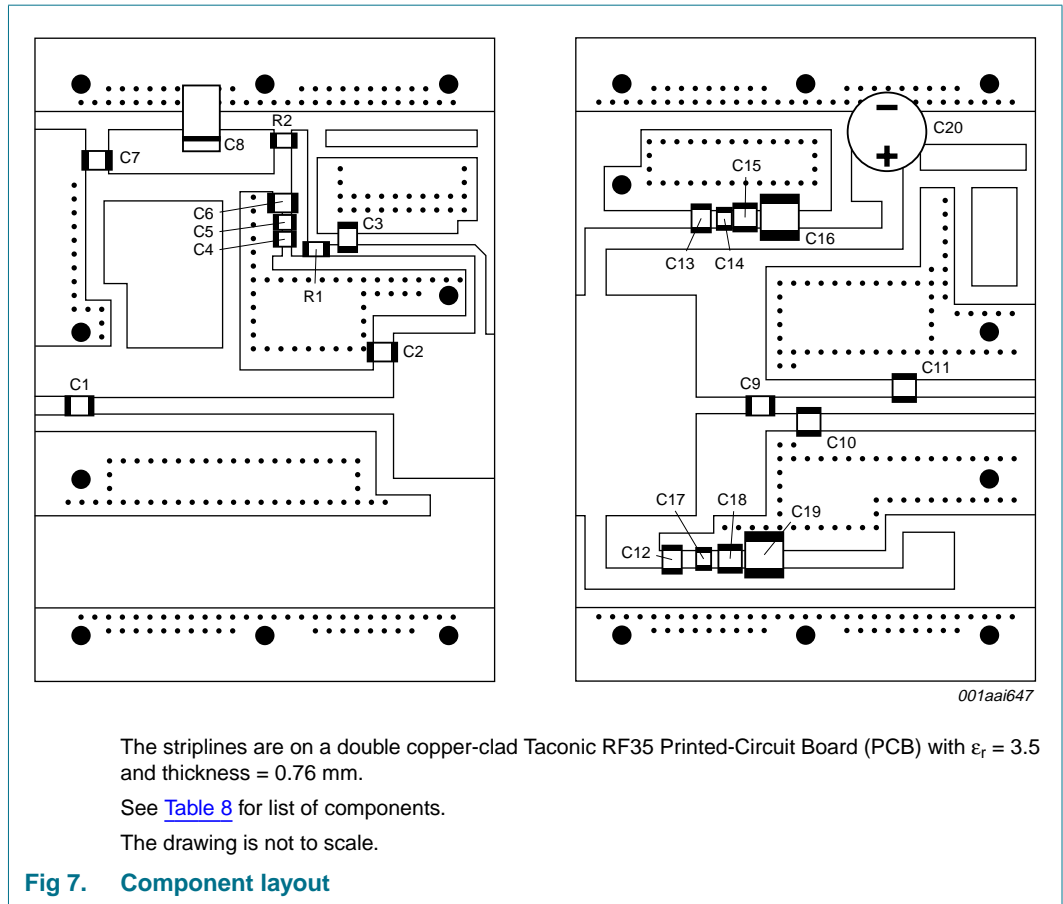 R2
C7
C8
C6
C5
C4
C3
R1
C2
C1
−
C20
+
C15
C16
C13
C14
C11
C9
C10
C17
C18
C19
C12
001aai647
The striplines are on a double copper-clad Taconic RF35 Printed-Circuit Board (PCB) with εr = 3.5
and thickness = 0.76 mm.
See Table 8 for list of components.
The drawing is not to scale.
Fig 7. Component layout